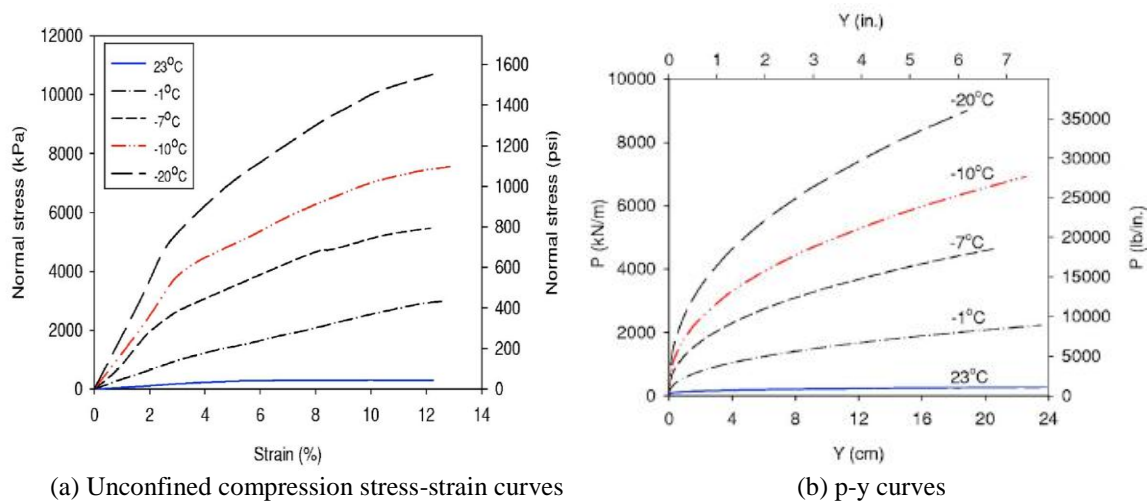 12000
10000
8000
6000
4000
2000
0
Normal stress (kPa)
23°C
-1°C
-7°C
-10°C
-20°C
1600
1400
1200
1000
800
600
400
200
0
Normal stress (psi)
0 2 4 6 8 10 12 14
Strain (%)
(a) Unconfined compression stress-strain curves
Y (in.)
0 1 2 3 4 5 6 7
10000
8000
6000
4000
2000
0
P (kN/m)
-20°C
-10°C
-7°C
-1°C
23°C
35000
30000
25000
20000
15000
10000
5000
0
P (lb/in.)
0 4 8 12 16 20 24
Y (cm)
(b) p-y curves